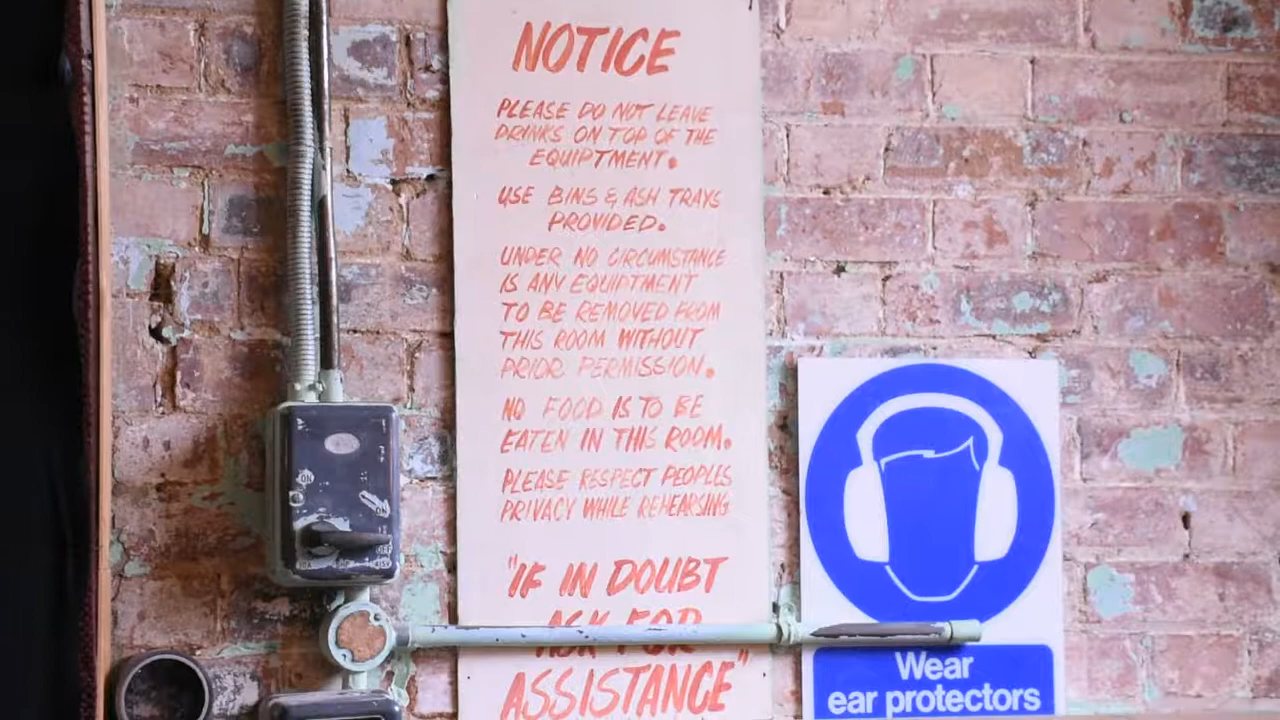 NOTICE
PLEASE DO NOT LEAVE
DRINKS ON TOP OF THE
EQUIPTMENT.
USE BINS & ASH TRAYS
PROVIDED.
UNDER NO CIRCUMSTANCE
IS ANY EQUIPTMENT
TO BE REMOVED FROM
THIS ROOM WITHOUT
PRIOR PERMISSION.
NO FOOD IS TO BE
EATEN IN THIS ROOM.
PLEASE RESPECT PEOPLES
PRIVACY WHILE REHEARSING
"IF IN DOUBT
ASK FOR
ASSISTANCE"
ON
OFF
Wear
ear protectors